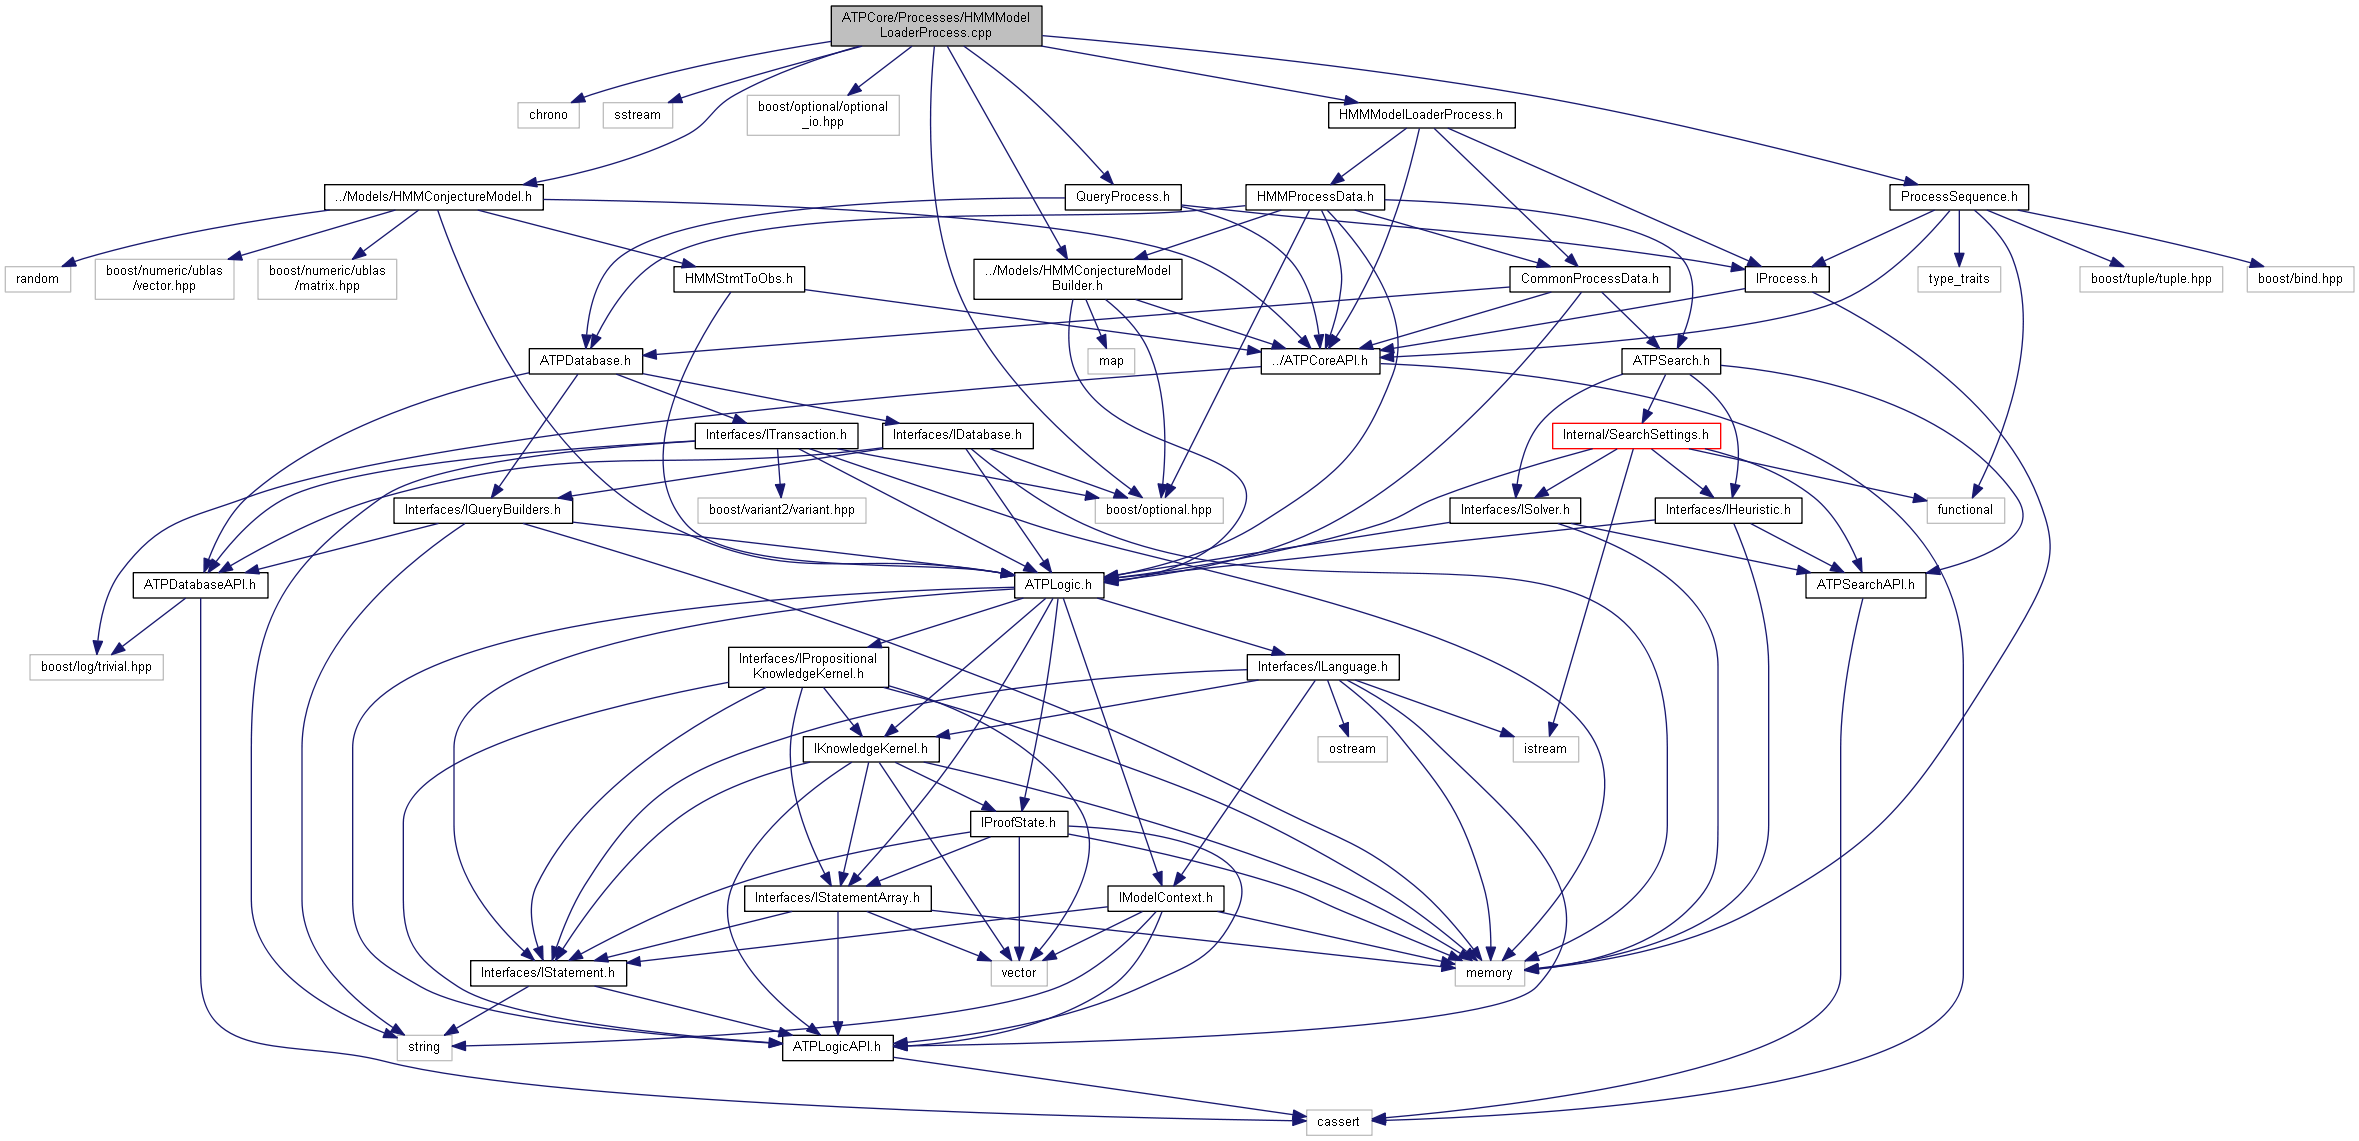 ATPCore/Processes/HMMModel
LoaderProcess.cpp
chrono
sstream
boost/optional/optional
_io.hpp
HMMModelLoaderProcess.h
../Models/HMMConjectureModel.h
QueryProcess.h
HMMProcessData.h
ProcessSequence.h
random
boost/numeric/ublas
/vector.hpp
boost/numeric/ublas
/matrix.hpp
HMMStmtToObs.h
../Models/HMMConjectureModel
Builder.h
CommonProcessData.h
IProcess.h
type_traits
boost/tuple/tuple.hpp
boost/bind.hpp
ATPDatabase.h
map
../ATPCoreAPI.h
ATPSearch.h
Interfaces/ITransaction.h
Interfaces/IDatabase.h
Internal/SearchSettings.h
Interfaces/IQueryBuilders.h
boost/variant2/variant.hpp
boost/optional.hpp
Interfaces/ISolver.h
Interfaces/IHeuristic.h
functional
ATPDatabaseAPI.h
ATPLogic.h
ATPSearchAPI.h
boost/log/trivial.hpp
Interfaces/IPropositional
KnowledgeKernel.h
Interfaces/ILanguage.h
IKnowledgeKernel.h
ostream
istream
IProofState.h
Interfaces/IStatementArray.h
IModelContext.h
Interfaces/IStatement.h
vector
memory
string
ATPLogicAPI.h
cassert